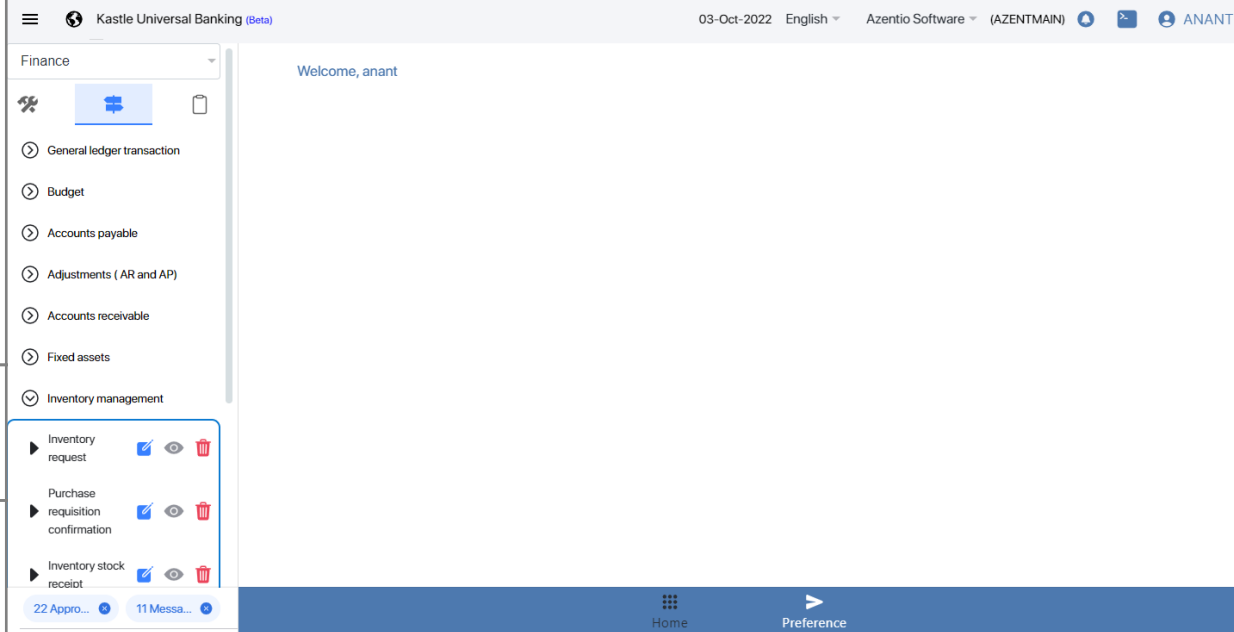 Kastle Universal Banking (Beta)
03-Oct-2022 English Azentio Software (AZENTMAIN) ANANT
Finance
Welcome, anant
General ledger transaction
Budget
Accounts payable
Adjustments ( AR and AP)
Accounts receivable
Fixed assets
Inventory management
Inventory
request
Purchase
requisition
confirmation
Inventory stock
receipt
22 Appro...
11 Messa...
Home
Preference